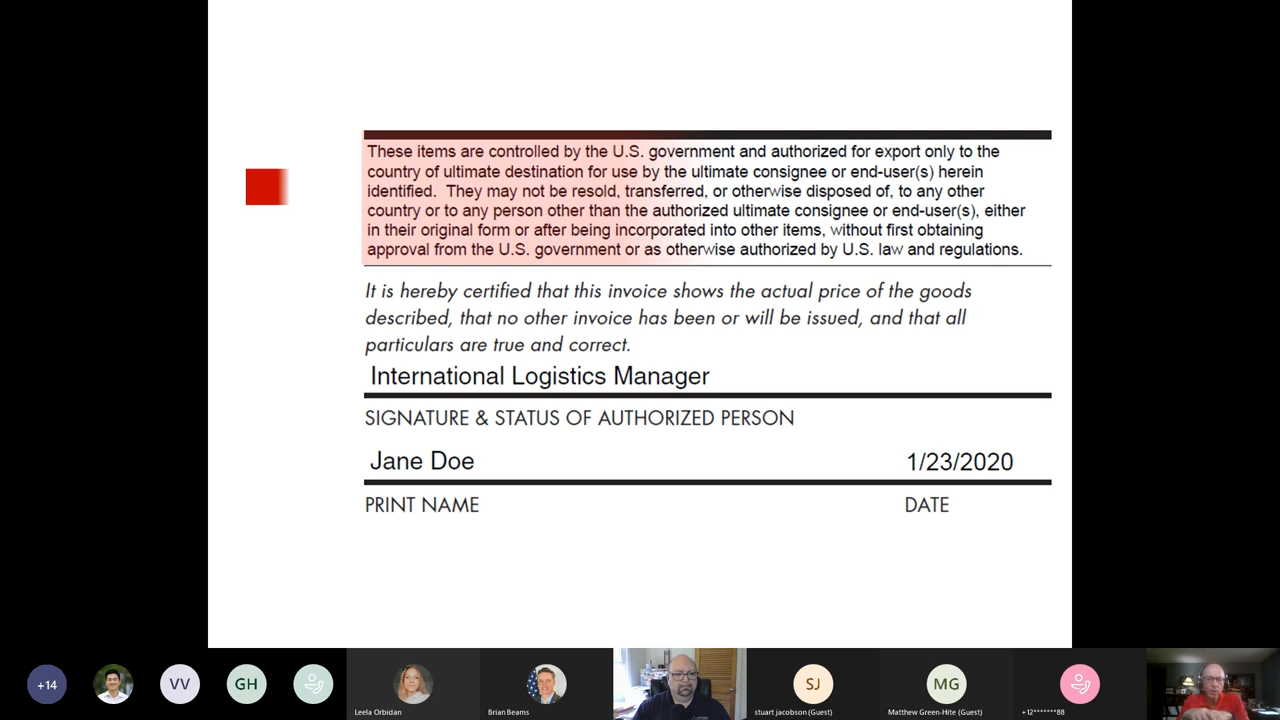 These items are controlled by the U.S. government and authorized for export only to the
country of ultimate destination for use by the ultimate consignee or end-user(s) herein
identified.  They may not be resold, transferred, or otherwise disposed of, to any other
country or to any person other than the authorized ultimate consignee or end-user(s), either
in their original form or after being incorporated into other items, without first obtaining
approval from the U.S. government or as otherwise authorized by U.S. law and regulations.
It is hereby certified that this invoice shows the actual price of the goods
described, that no other invoice has been or will be issued, and that all
particulars are true and correct.
International Logistics Manager
SIGNATURE & STATUS OF AUTHORIZED PERSON
Jane Doe 1/23/2020
PRINT NAME DATE
+14 VV GH SJ MG
Leela Orbidan Brian Beams stuart jacobson (Guest) Matthew Green-Hite (Guest) +12*******88